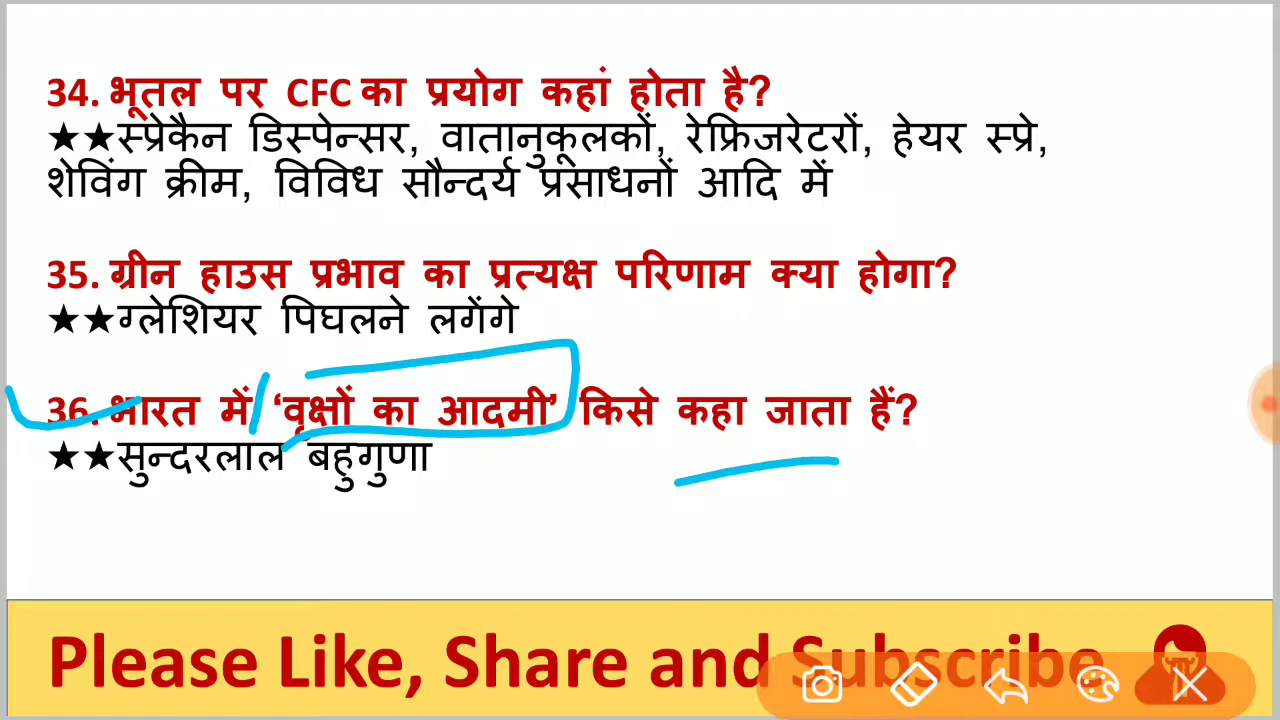 34. भूतल पर CFC का प्रयोग कहां होता है?
★★स्प्रेकैन डिस्पेन्सर, वातानुकूलकों, रेफ्रिजरेटरों, हेयर स्प्रे,
शेविंग क्रीम, विविध सौन्दर्य प्रसाधनों आदि में
35. ग्रीन हाउस प्रभाव का प्रत्यक्ष परिणाम क्या होगा?
★★ग्लेशियर पिघलने लगेंगे
36. भारत में ‘वृक्षों का आदमी’ किसे कहा जाता हैं?
★★सुन्दरलाल बहुगुणा
Please Like, Share and Subscribe